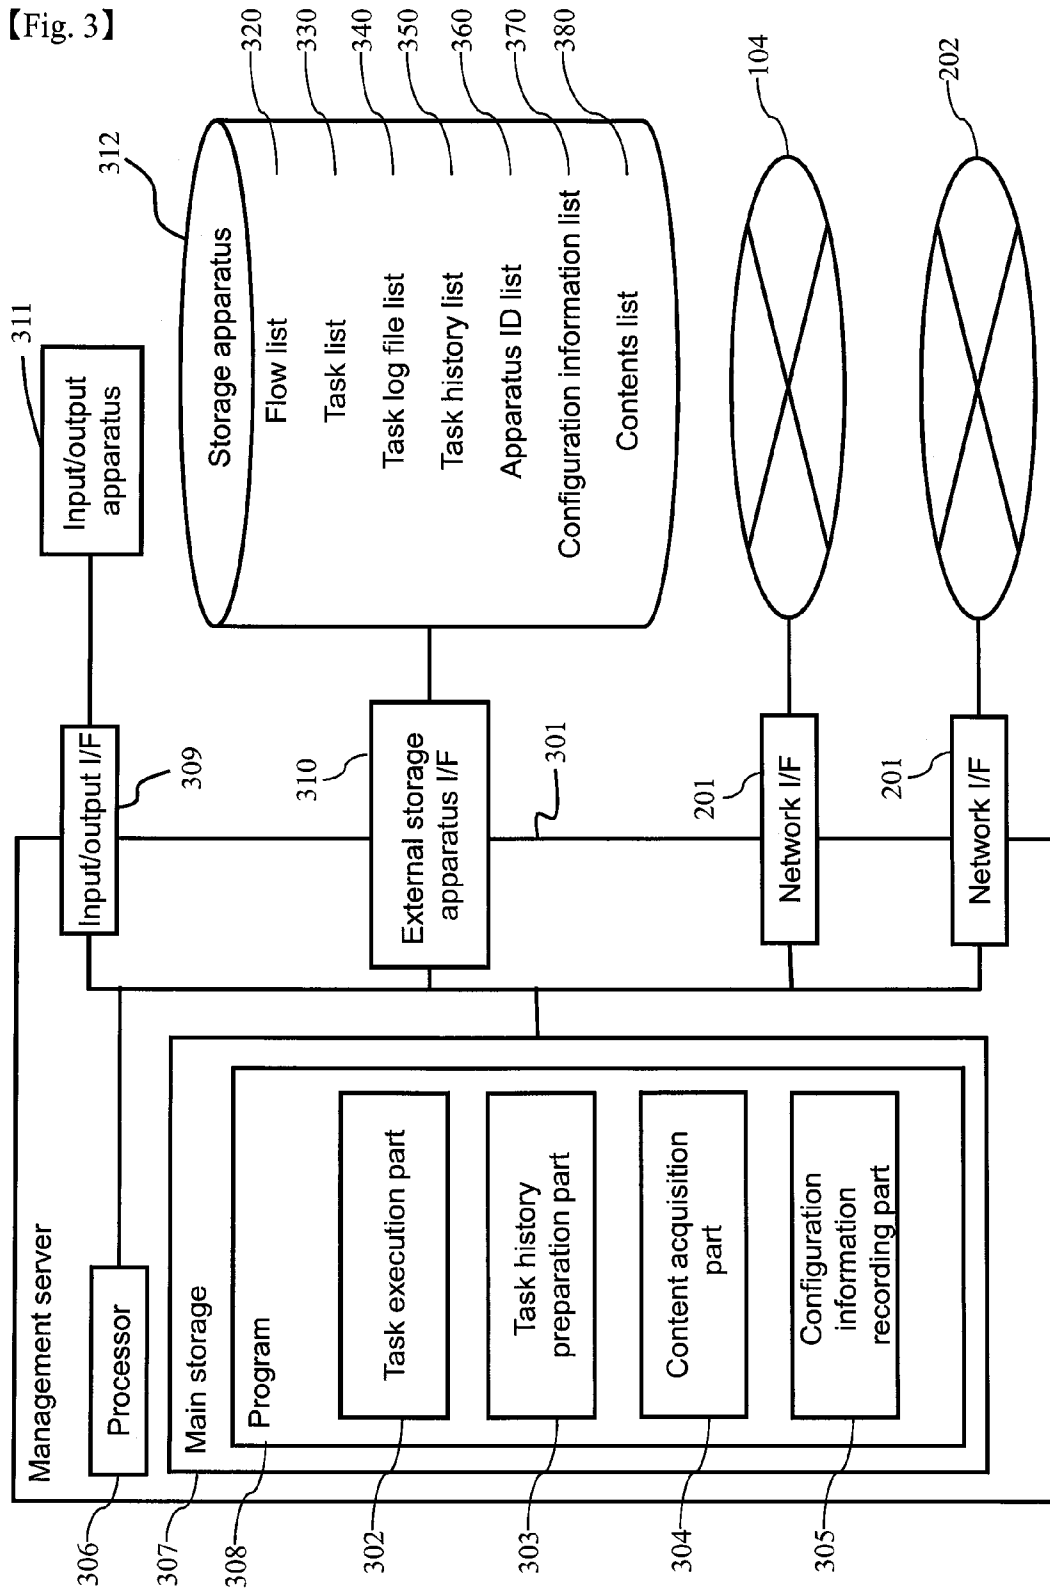 【Fig. 3】
Management server
306
Processor
307
Main storage
308
Program
302
Task execution part
303
Task history
preparation part
304
Content acquisition
part
305
Configuration
information
recording part
Input/output I/F
309
310
External storage
apparatus I/F
301
201
Network I/F
201
Network I/F
311
Input/output
apparatus
312
Storage apparatus
Flow list
320
Task list
330
Task log file list
340
Task history list
350
Apparatus ID list
360
Configuration information list
370
Contents list
380
104
202